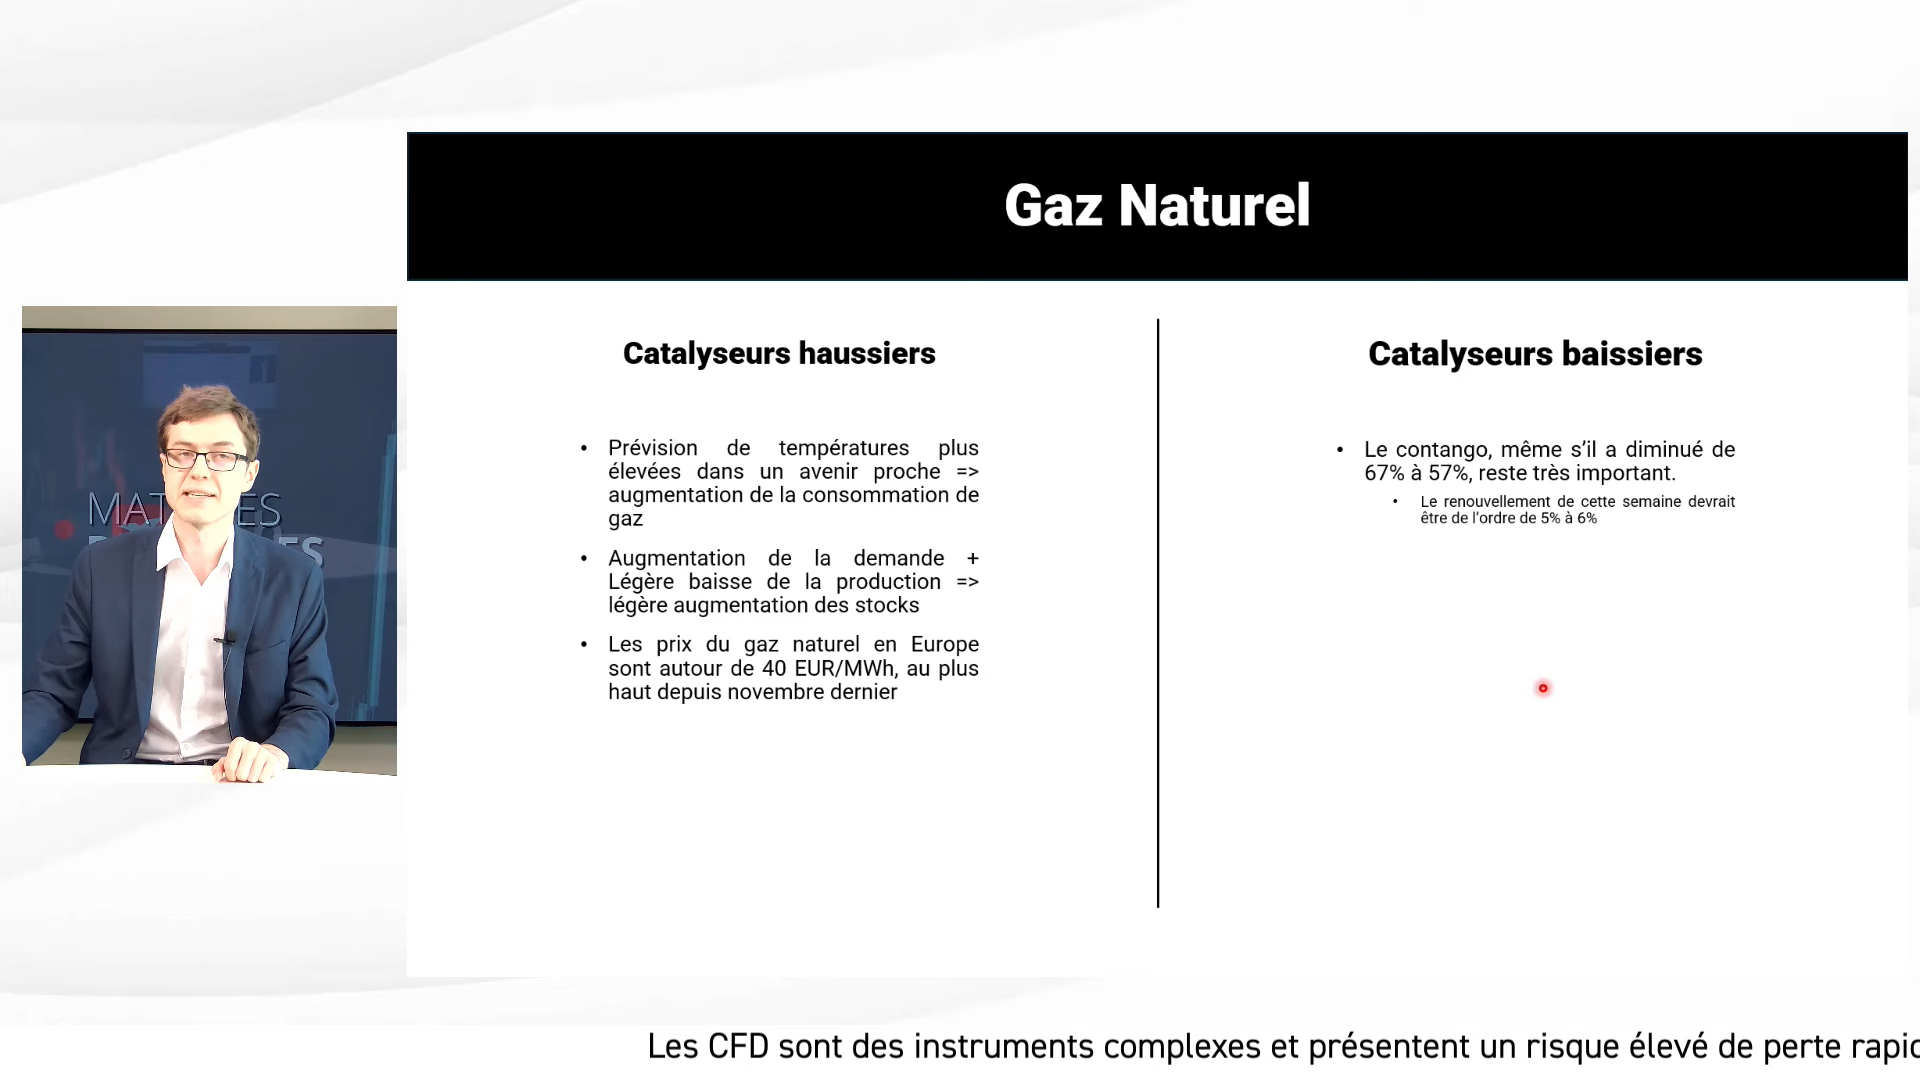 Gaz Naturel
Catalyseurs haussiers
• Prévision de températures plus
élevées dans un avenir proche =>
augmentation de la consommation de
gaz
• Augmentation de la demande +
Légère baisse de la production =>
légère augmentation des stocks
• Les prix du gaz naturel en Europe
sont autour de 40 EUR/MWh, au plus
haut depuis novembre dernier
Catalyseurs baissiers
• Le contango, même s’il a diminué de
67% à 57%, reste très important.
• Le renouvellement de cette semaine devrait
être de l’ordre de 5% à 6%
Les CFD sont des instruments complexes et présentent un risque élevé de perte